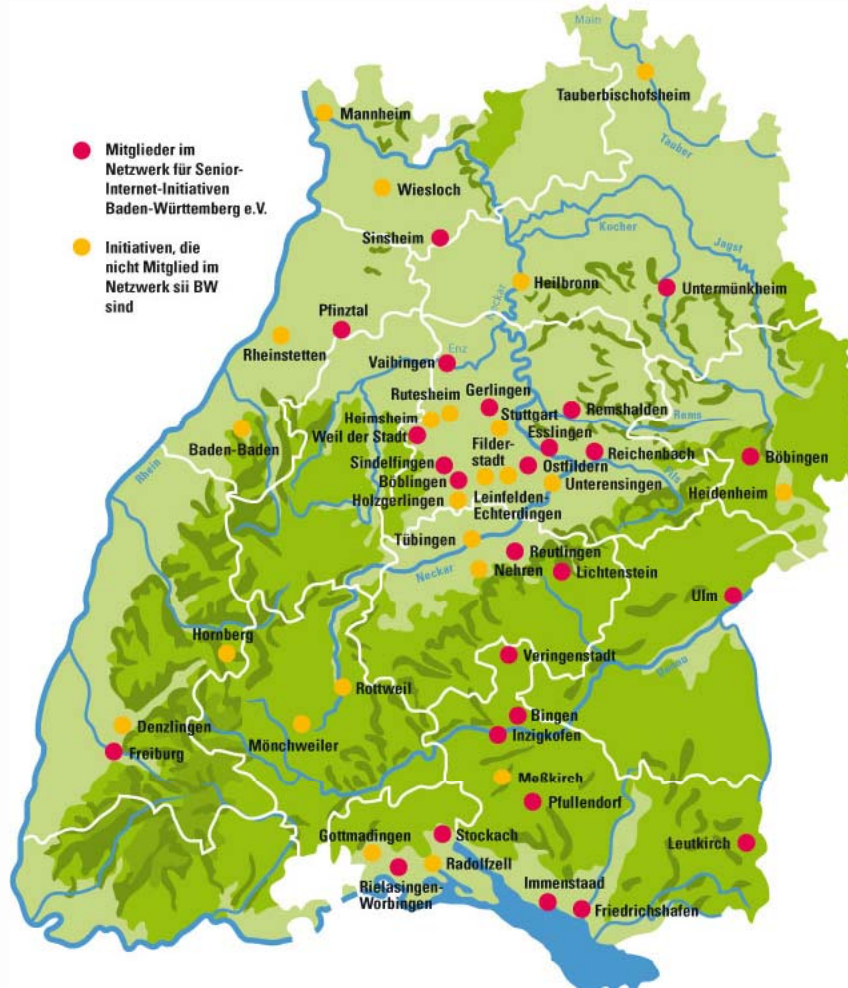 Main
Tauberbischofsheim
Mannheim
Tauber
Mitglieder im
Netzwerk für Senior-
Internet-Initiativen
Baden-Württemberg e.V.
Wiesloch
Initiativen, die
nicht Mitglied im
Netzwerk sii BW
sind
Sinsheim
Kocher
Jagst
Heilbronn
Untermünkheim
Neckar
Pfinztal
Rheinstetten
Enz
Vaibingen
Rutesheim
Gerlingen
Heimsheim
Stuttgart
Remshalden
Rems
Weil der Stadt
Esslingen
Baden-Baden
Filder-
stadt
Reichenbach
Böbingen
Rhein
Sindelfingen
Ostfildern
Fils
Böblingen
Unterensingen
Heidenheim
Holzgerlingen
Leinfelden-
Echterdingen
Tübingen
Reutlingen
Neckar
Nehren
Lichtenstein
Ulm
Hornberg
Veringenstadt
Donau
Rottweil
Bingen
Denzlingen
Inzigkofen
Freiburg
Mönchweiler
Meßkirch
Pfullendorf
Gottmadingen
Stockach
Leutkirch
Radolfzell
Rielasingen-
Worbingen
Immenstaad
Friedrichshafen